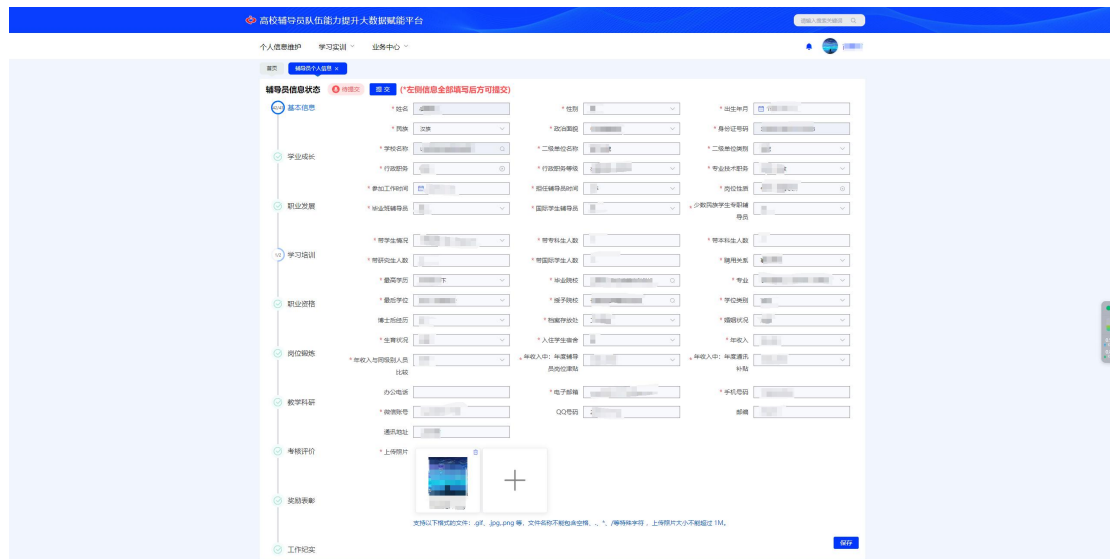 高校辅导员队伍能力提升大数据赋能平台
请输入搜索关键词
个人信息维护 学习实训 业务中心
首页 辅导员个人信息 ×
辅导员信息状态 待提交 提 交 (*左侧信息全部填写后方可提交)
基本信息 * 姓名 * 性别 * 出生年月
* 民族 汉族 * 政治面貌 * 身份证号码
学业成长 * 学校名称 * 二级单位名称 * 二级单位类别
* 行政职务 * 行政职务等级 * 专业技术职务
* 参加工作时间 * 担任辅导员时间 * 岗位性质
职业发展 * 毕业班辅导员 * 国际学生辅导员 * 少数民族学生专职辅
导员
* 带学生情况 * 带专科生人数 * 带本科生人数
学习培训 * 带研究生人数 * 带国际学生人数 * 聘用关系
* 最高学历 * 毕业院校 * 专业
职业资格 * 最后学位 * 授予院校 * 学位类别
博士后经历 * 档案存放处 * 婚姻状况
* 生育状况 * 入住学生宿舍 * 年收入
岗位锻炼 * 年收入与同级别人员 * 年收入中：年度辅导 * 年收入中：年度通讯
比较 员岗位津贴 补贴
办公电话 * 电子邮箱 * 手机号码
教学科研 * 微信账号 QQ号码 邮编
通讯地址
考核评价 * 上传照片
奖励表彰
支持以下格式的文件：.gif、.jpg,.png 等、文件名称不能包含空格、.、*、/等特殊字符 ，上传照片大小不能超过 1M。
保存
工作纪实